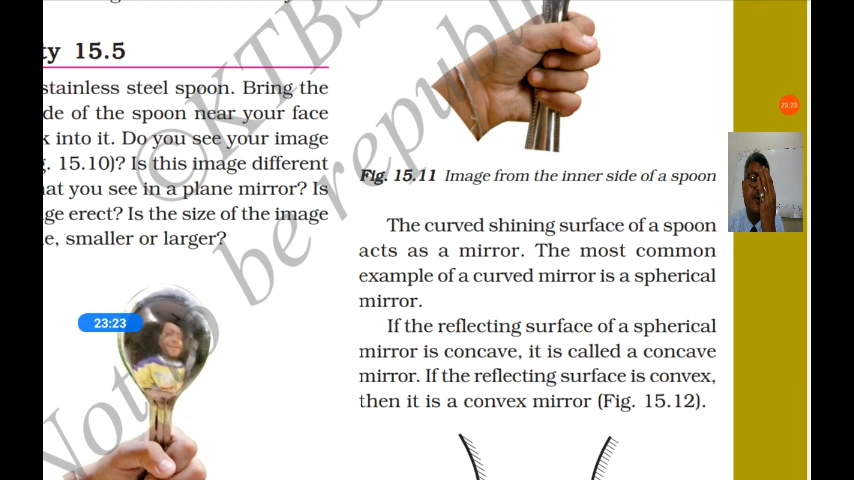 ty 15.5
stainless steel spoon. Bring the
de of the spoon near your face
k into it. Do you see your image
g. 15.10)? Is this image different
hat you see in a plane mirror? Is
ge erect? Is the size of the image
e, smaller or larger?
23:23
Fig. 15.11 Image from the inner side of a spoon
The curved shining surface of a spoon
acts as a mirror. The most common
example of a curved mirror is a spherical
mirror.
If the reflecting surface of a spherical
mirror is concave, it is called a concave
mirror. If the reflecting surface is convex,
then it is a convex mirror (Fig. 15.12).
©KTBS
Not to be republi
23:23